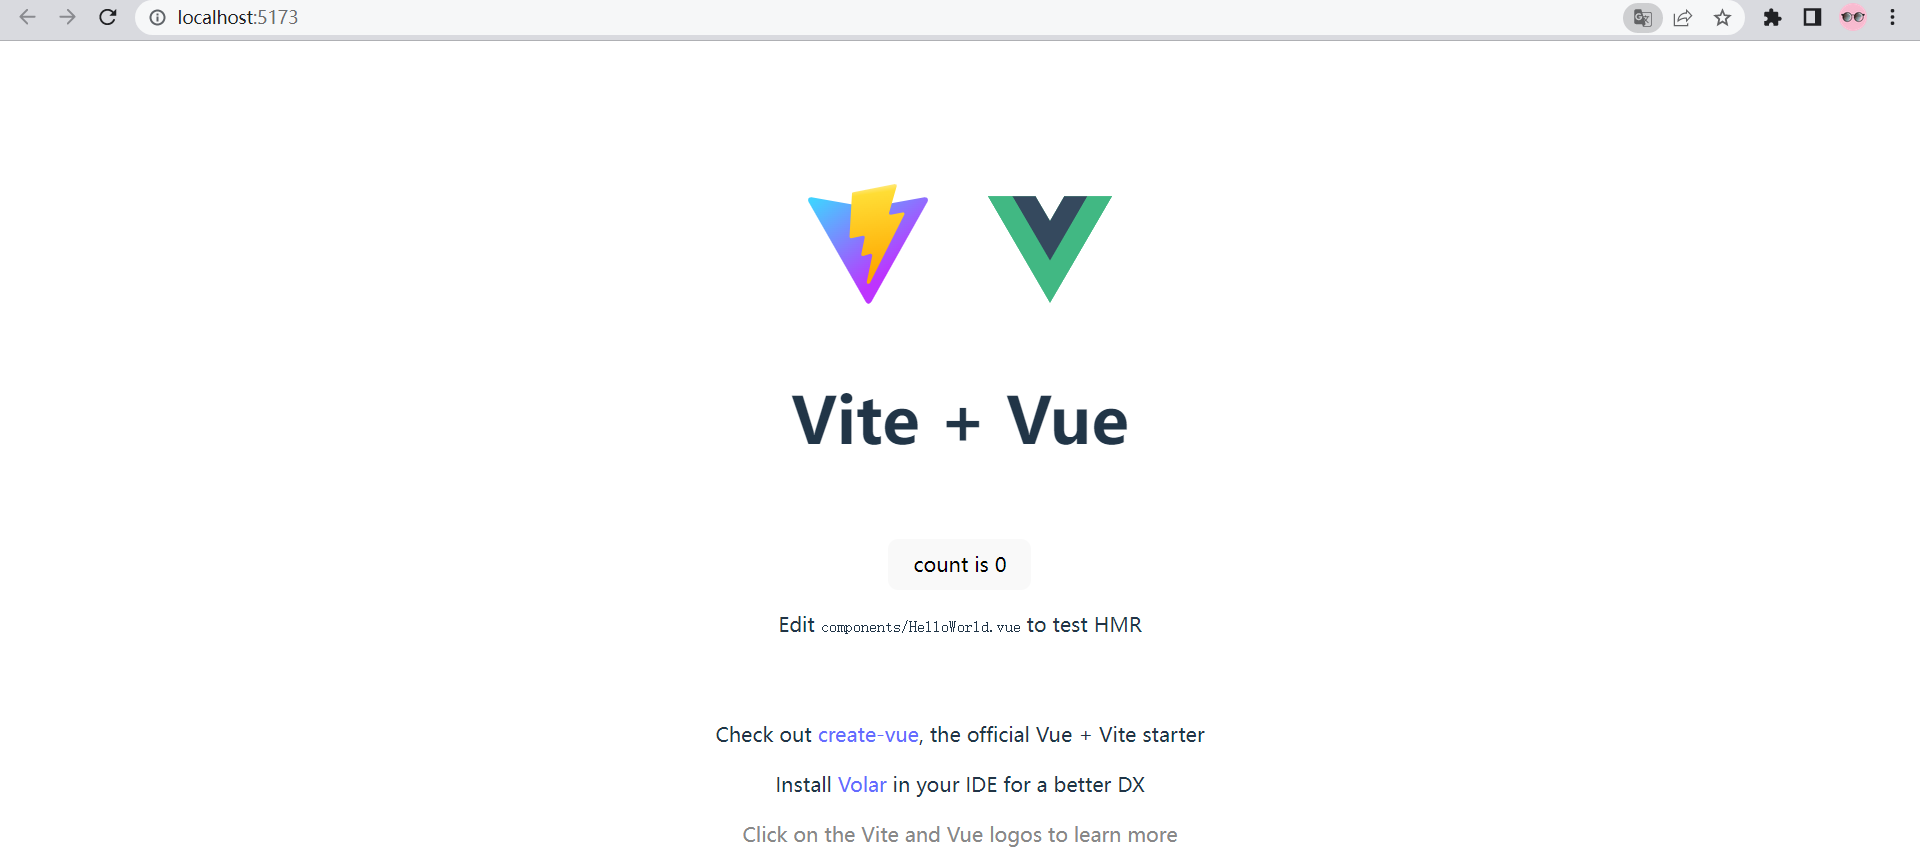 localhost:5173
Vite + Vue
count is 0
Edit components/HelloWorld.vue to test HMR
Check out create-vue, the official Vue + Vite starter
Install Volar in your IDE for a better DX
Click on the Vite and Vue logos to learn more